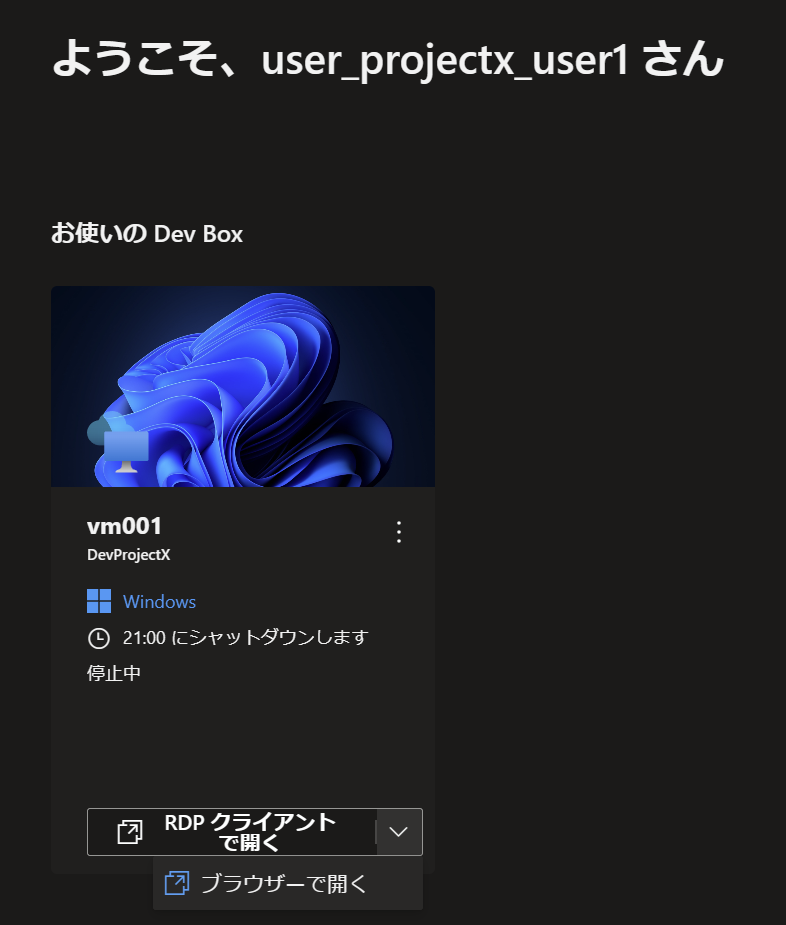 ようこそ、user_projectx_user1 さん
お使いの Dev Box
vm001
DevProjectX
Windows
21:00 にシャットダウンします
停止中
RDP クライアント
で開く
ブラウザーで開く